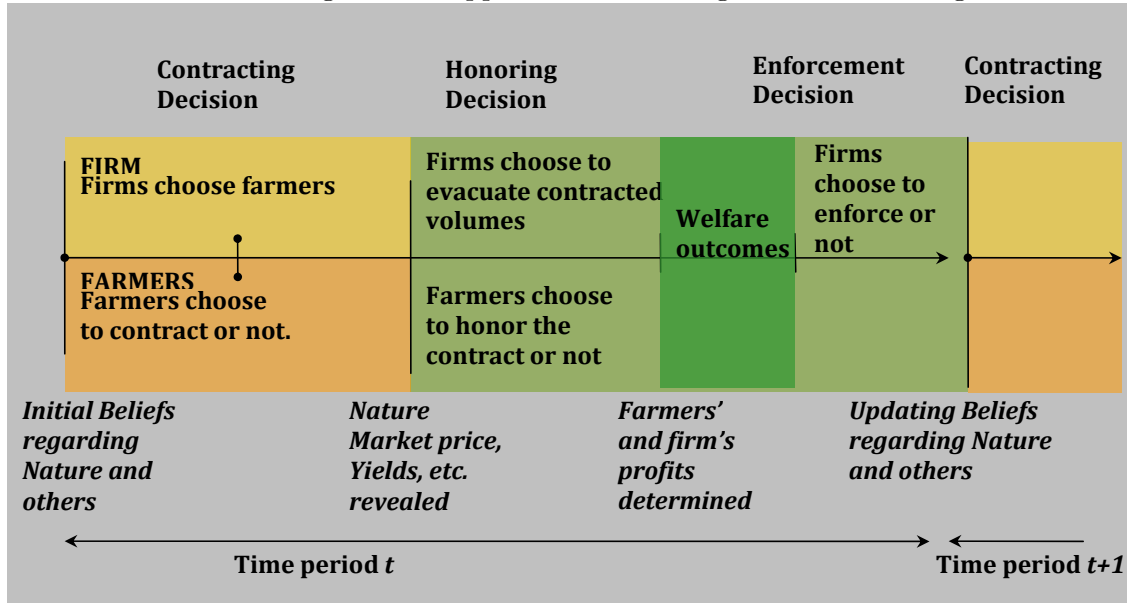 Contracting
Decision
Honoring
Decision
Enforcement
Decision
Contracting
Decision
FIRM
Firms choose farmers
Firms choose to
evacuate contracted
volumes
Welfare
outcomes
Firms
choose to
enforce or
not
FARMERS
Farmers choose
to contract or not.
Farmers choose
to honor the
contract or not
Initial Beliefs
regarding
Nature and
others
Nature
Market price,
Yields, etc.
revealed
Farmers'
and firm's
profits
determined
Updating Beliefs
regarding Nature
and others
Time period t
Time period t+1